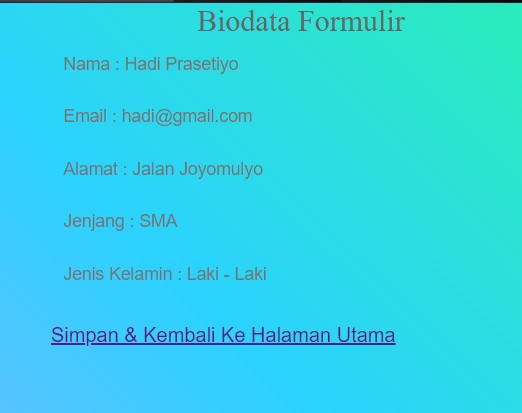 Biodata Formulir
Nama : Hadi Prasetiyo
Email : hadi@gmail.com
Alamat : Jalan Joyomulyo
Jenjang : SMA
Jenis Kelamin : Laki - Laki
Simpan & Kembali Ke Halaman Utama